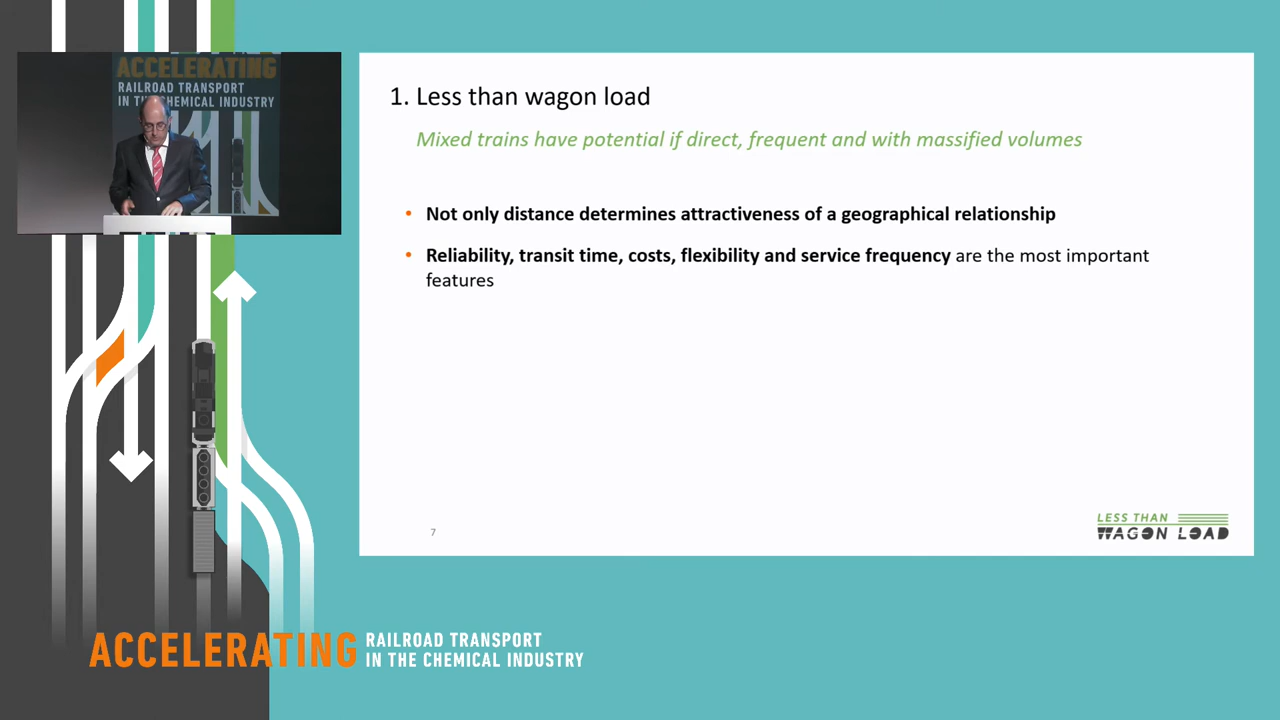 ACCELERATING
RAILROAD TRANSPORT
IN THE CHEMICAL INDUSTRY
1. Less than wagon load
Mixed trains have potential if direct, frequent and with massified volumes
• Not only distance determines attractiveness of a geographical relationship
• Reliability, transit time, costs, flexibility and service frequency are the most important
features
7
LESS THAN
WAGON LOAD
ACCELERATING
RAILROAD TRANSPORT
IN THE CHEMICAL INDUSTRY